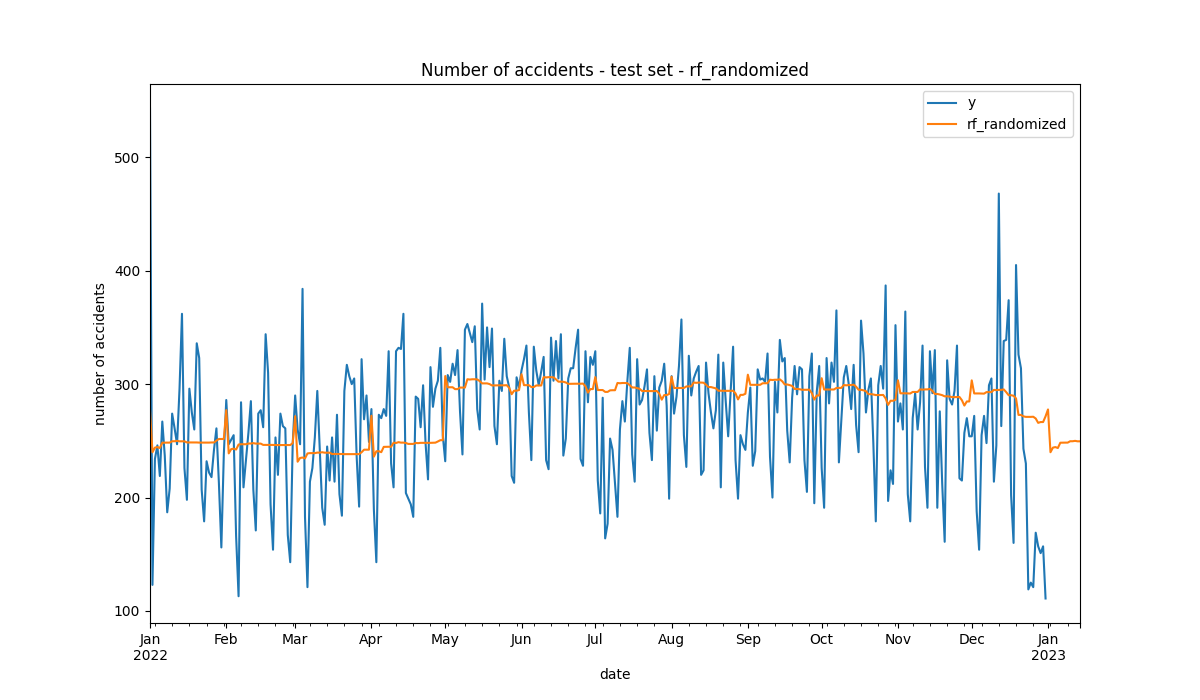 Number of accidents - test set - rf_randomized
y
rf_randomized
number of accidents
500
400
300
200
100
Jan Feb Mar Apr May Jun Jul Aug Sep Oct Nov Dec Jan
2022 2023
date